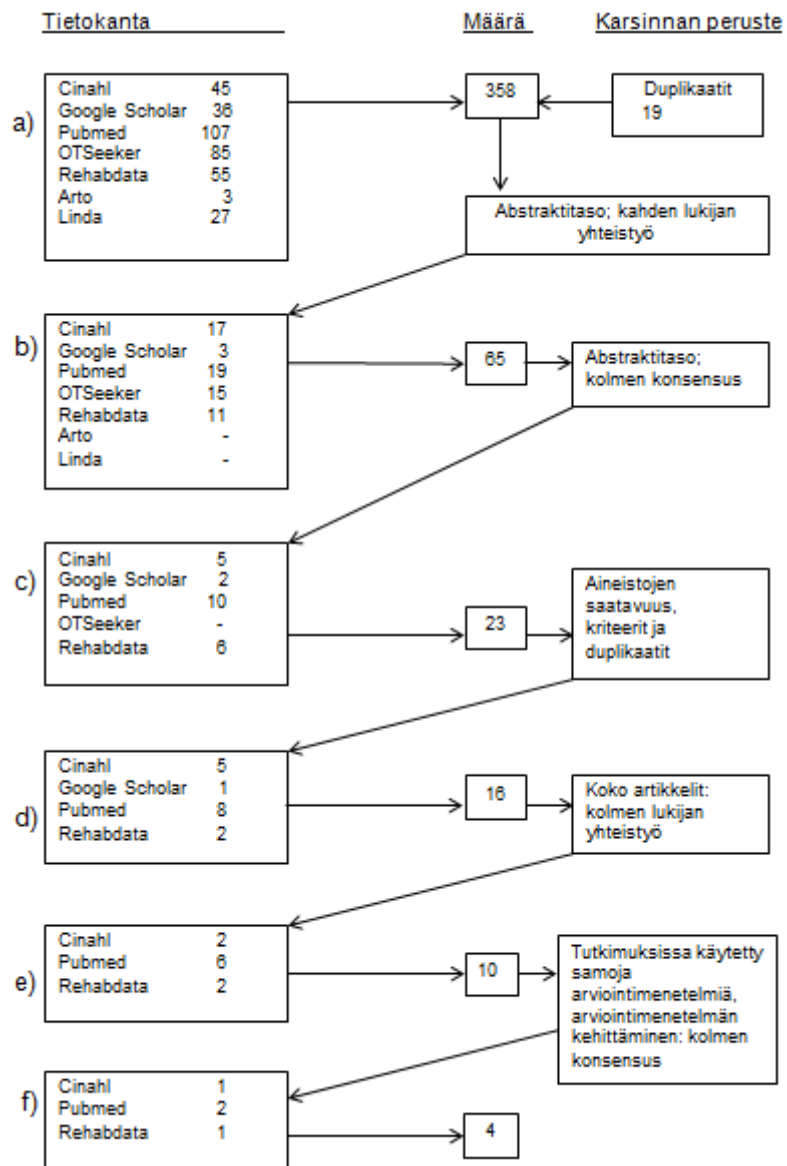 Tietokanta Määrä Karsinnan peruste
a)
Cinahl 45
Google Scholar 36
Pubmed 107
OTSeeker 85
Rehabdata 55
Arto 3
Linda 27
358
Duplikaatit
19
Abstraktitaso; kahden lukijan
yhteistyö
b)
Cinahl 17
Google Scholar 3
Pubmed 19
OTSeeker 15
Rehabdata 11
Arto -
Linda -
65
Abstraktitaso;
kolmen konsensus
c)
Cinahl 5
Google Scholar 2
Pubmed 10
OTSeeker -
Rehabdata 6
23
Aineistojen
saatavuus,
kriteerit ja
duplikaatit
d)
Cinahl 5
Google Scholar 1
Pubmed 8
Rehabdata 2
16
Koko artikkelit:
kolmen lukijan
yhteistyö
e)
Cinahl 2
Pubmed 6
Rehabdata 2
10
Tutkimuksissa käytetty
samoja
arviointimenetelmiä,
arviointimenetelmän
kehittäminen: kolmen
konsensus
f)
Cinahl 1
Pubmed 2
Rehabdata 1
4